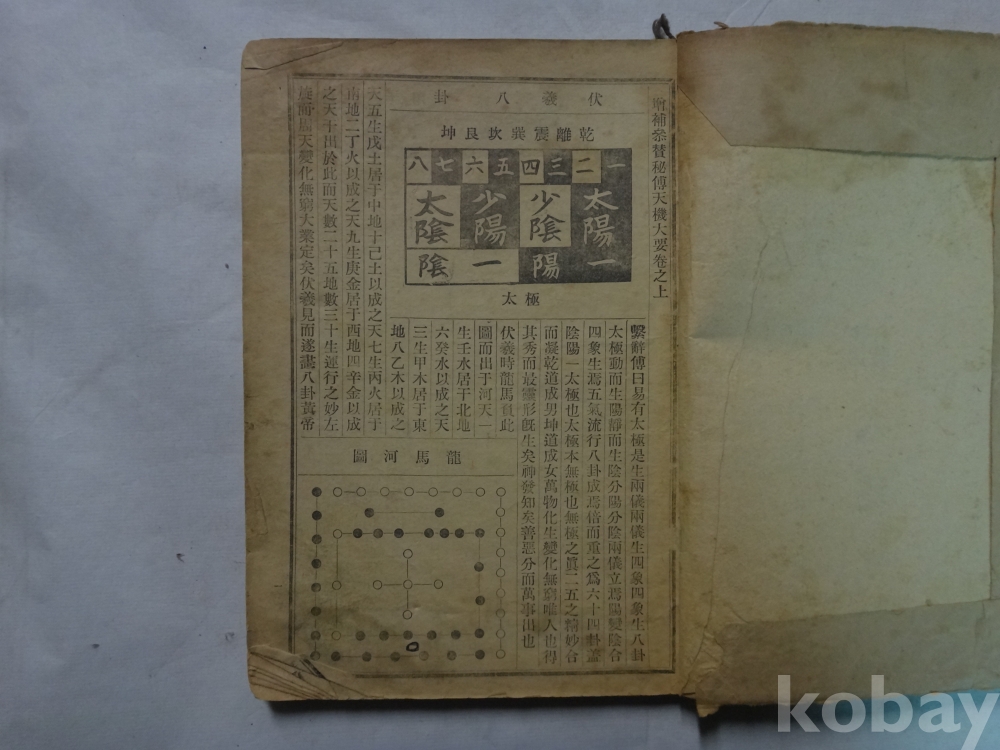 增補參贊秘傳天機大要卷之上
伏羲八卦
乾離震巽坎艮坤
一二三四五六七八
太陽 少陰 少陽 太陰
一 陽 一 陰
太極
繫辭傳曰易有太極是生兩儀兩儀生四象四象生八卦
太極動而生陽靜而生陰分陽分陰兩儀立焉陽變陰合
四象生焉五氣流行八卦成焉倍而重之爲六十四卦蓋
陰陽一太極也太極本無極也無極之眞二五之精妙合
而凝乾道成男坤道成女萬物化生變化無窮唯人也得
其秀而最靈形旣生矣神發知矣善惡分而萬事出也
伏羲時龍馬負此
圖而出于河天一
生壬水居于北地
六癸水以成之天
三生甲木居于東
地八乙木以成之
天五生戊土居于中地十己土以成之天七生丙火居于
南地二丁火以成之天九生庚金居于西地四辛金以成
之天干出於此而天數二十五地數三十生運行之妙左
旋而周天變化無窮大業定矣伏羲見而遂畵八卦黃帝
龍馬河圖
kobay